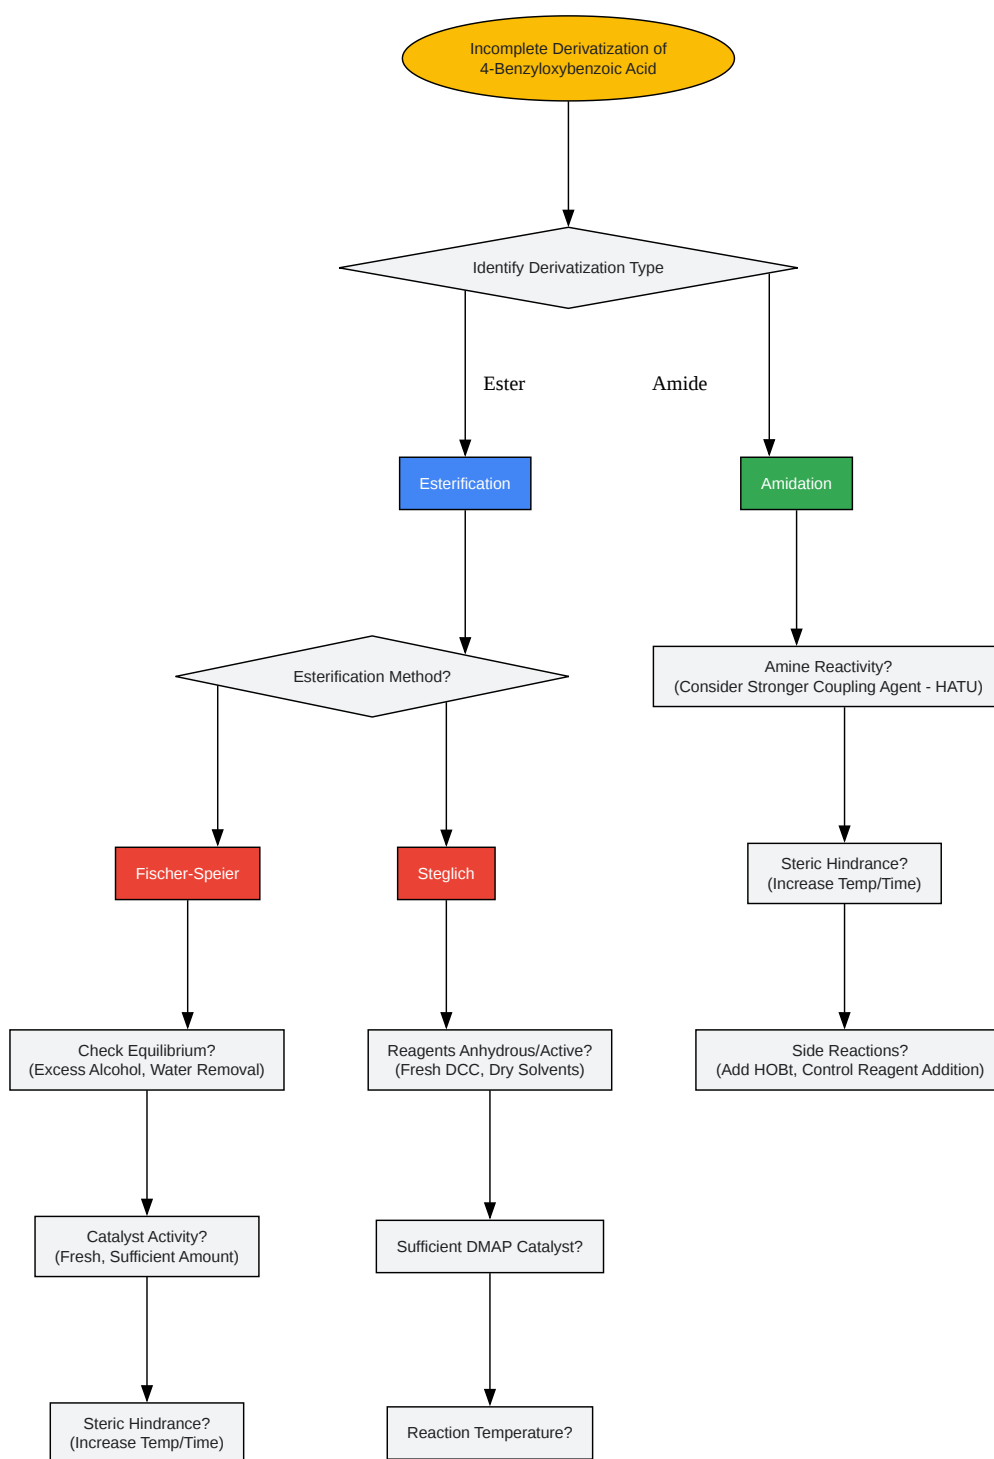 Incomplete Derivatization of
4-Benzyloxybenzoic Acid
Identify Derivatization Type
Ester
Amide
Esterification
Amidation
Esterification Method?
Amine Reactivity?
(Consider Stronger Coupling Agent - HATU)
Fischer-Speier
Steglich
Steric Hindrance?
(Increase Temp/Time)
Check Equilibrium?
(Excess Alcohol, Water Removal)
Reagents Anhydrous/Active?
(Fresh DCC, Dry Solvents)
Side Reactions?
(Add HOBt, Control Reagent Addition)
Catalyst Activity?
(Fresh, Sufficient Amount)
Sufficient DMAP Catalyst?
Steric Hindrance?
(Increase Temp/Time)
Reaction Temperature?